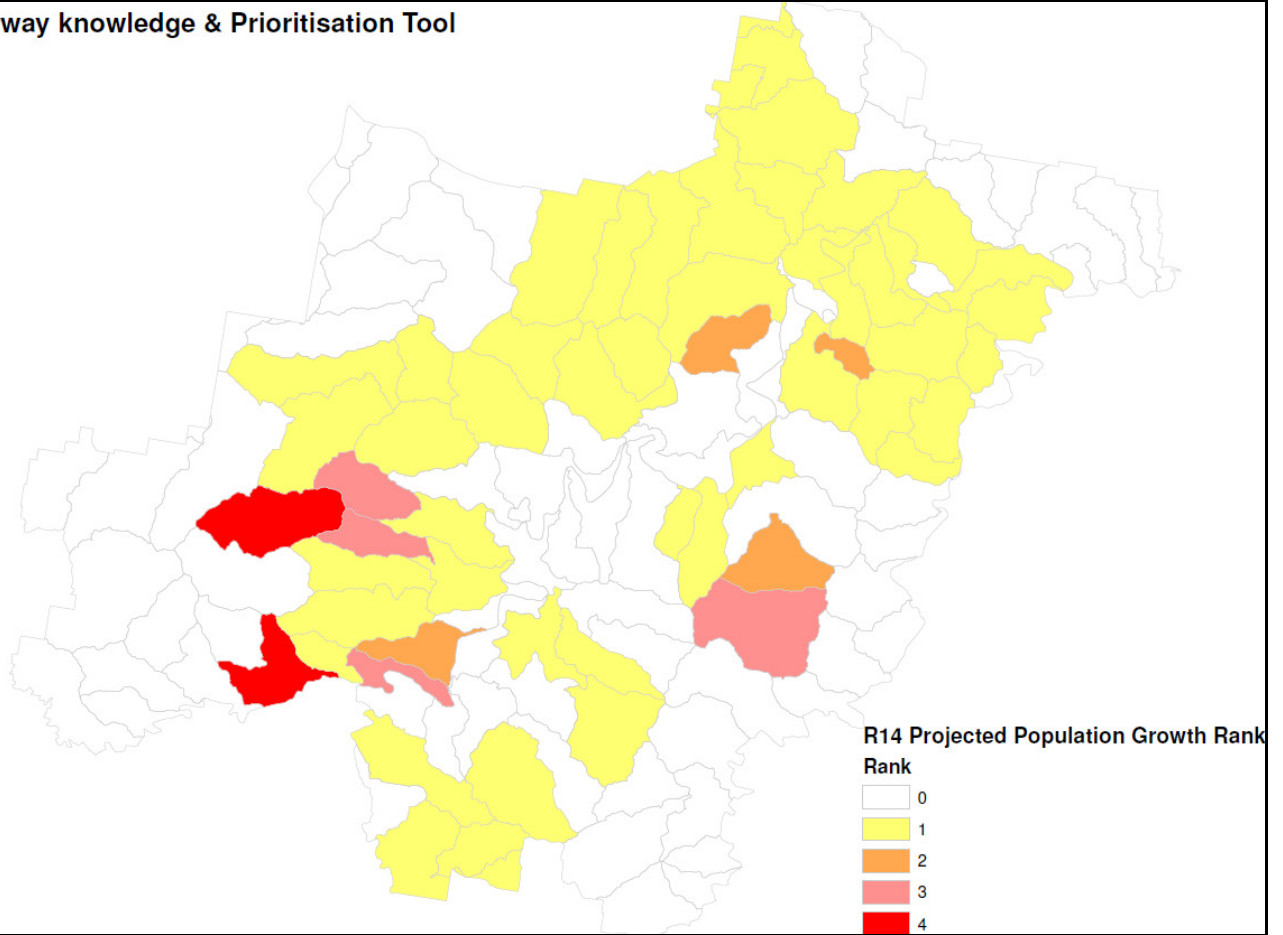 way knowledge & Prioritisation Tool
R14 Projected Population Growth Rank
Rank
0
1
2
3
4